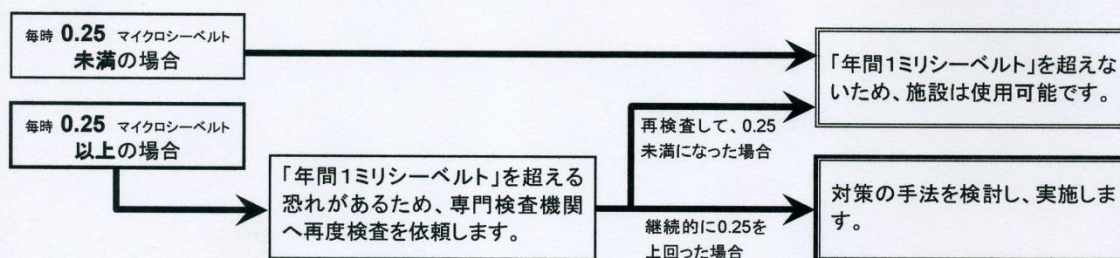 毎時 0.25 マイクロシーベルト
未満の場合
「年間1ミリシーベルト」を超えな
いため、施設は使用可能です。
毎時 0.25 マイクロシーベルト
以上の場合
再検査して、0.25
未満になった場合
「年間1ミリシーベルト」を超える
恐れがあるため、専門検査機関
へ再度検査を依頼します。
対策の手法を検討し、実施しま
す。
継続的に0.25を
上回った場合